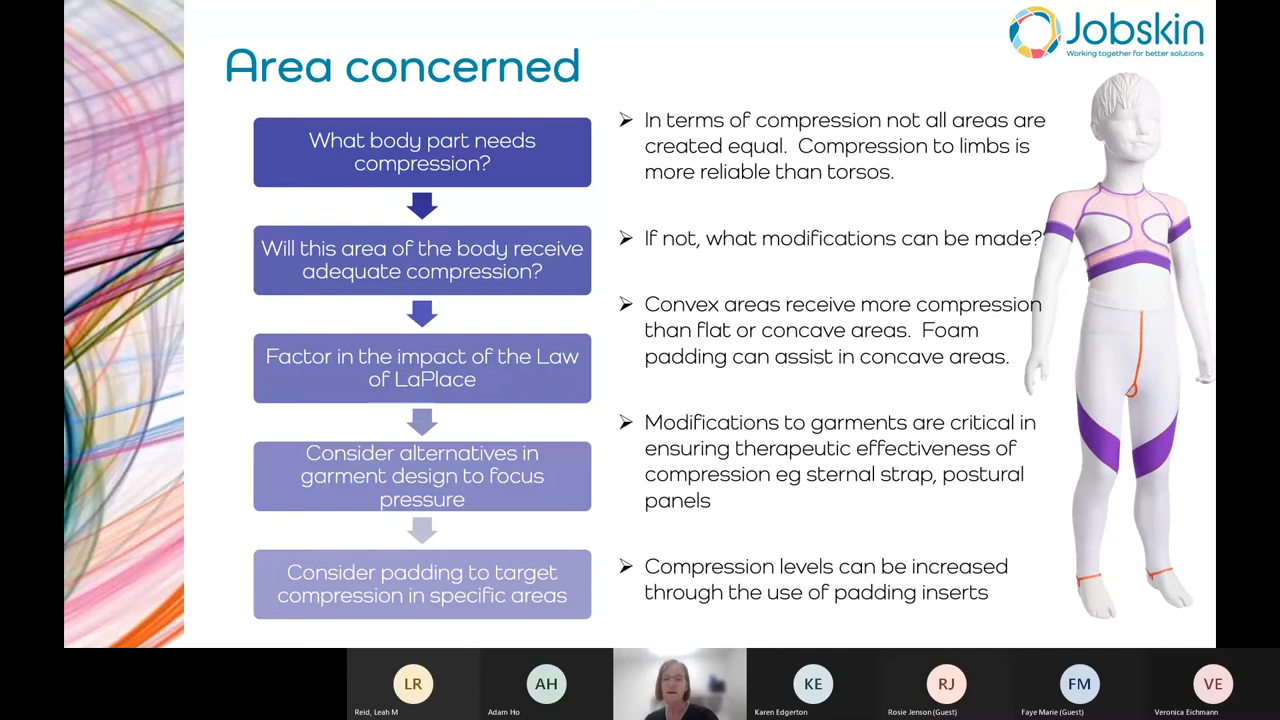 Jobskin
Working together for better solutions
Area concerned
What body part needs
compression?
Will this area of the body receive
adequate compression?
Factor in the impact of the Law
of LaPlace
Consider alternatives in
garment design to focus
pressure
Consider padding to target
compression in specific areas
➢ In terms of compression not all areas are
created equal. Compression to limbs is
more reliable than torsos.
➢ If not, what modifications can be made?
➢ Convex areas receive more compression
than flat or concave areas. Foam
padding can assist in concave areas.
➢ Modifications to garments are critical in
ensuring therapeutic effectiveness of
compression eg sternal strap, postural
panels
➢ Compression levels can be increased
through the use of padding inserts
LR
Reid, Leah M
AH
Adam Ho
KE
Karen Edgerton
RJ
Rosie Jenson (Guest)
FM
Faye Marie (Guest)
VE
Veronica Eichmann